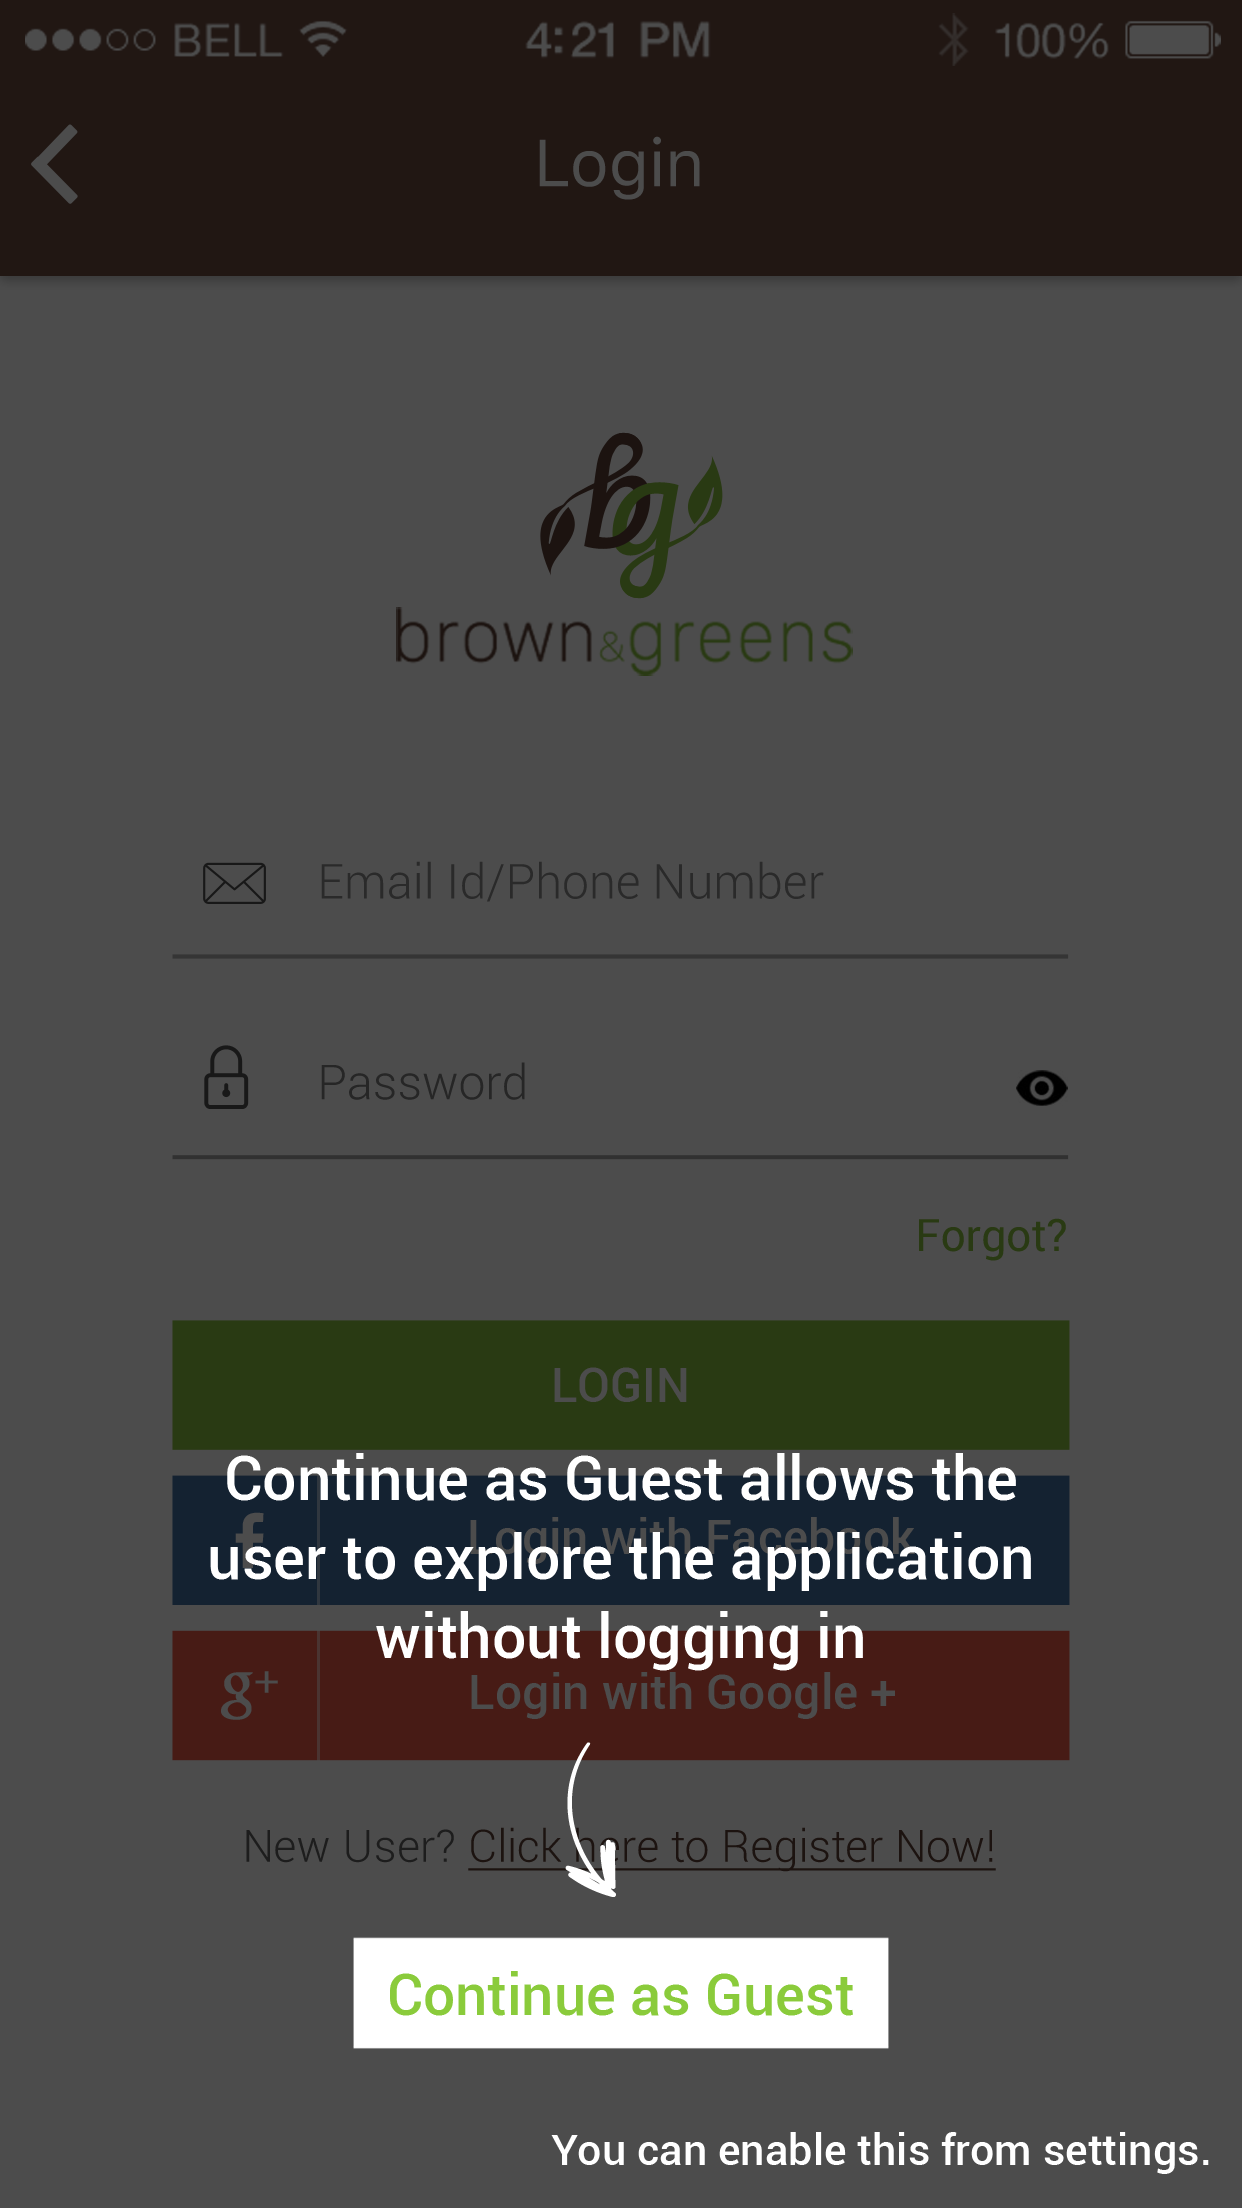 BELL 4:21 PM 100%
Login
bg
brown&greens
Email Id/Phone Number
Password
Forgot?
LOGIN
Continue as Guest allows the
f Login with Facebook
user to explore the application
without logging in
g+ Login with Google +
New User? Click here to Register Now!
Continue as Guest
You can enable this from settings.